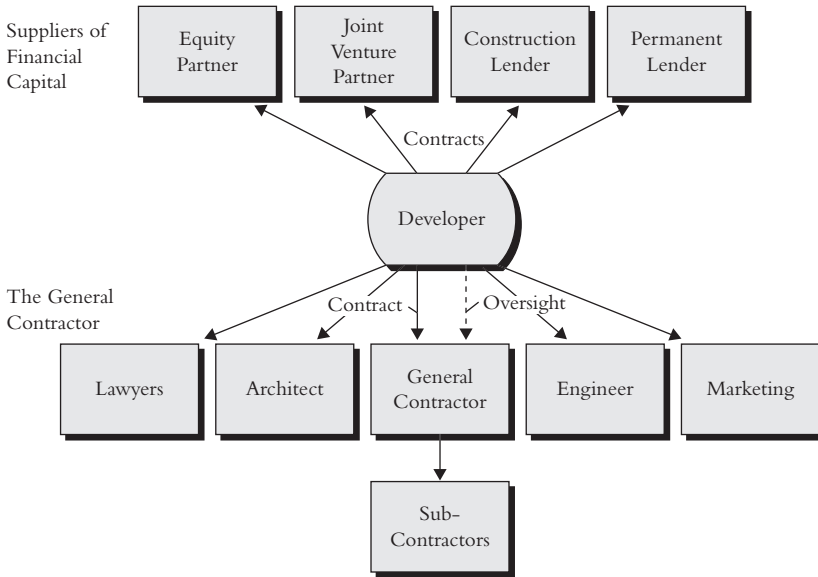 Suppliers of
Financial
Capital
Equity
Partner
Joint
Venture
Partner
Construction
Lender
Permanent
Lender
Contracts
Developer
The General
Contractor
Contract
Oversight
Lawyers
Architect
General
Contractor
Engineer
Marketing
Sub-
Contractors